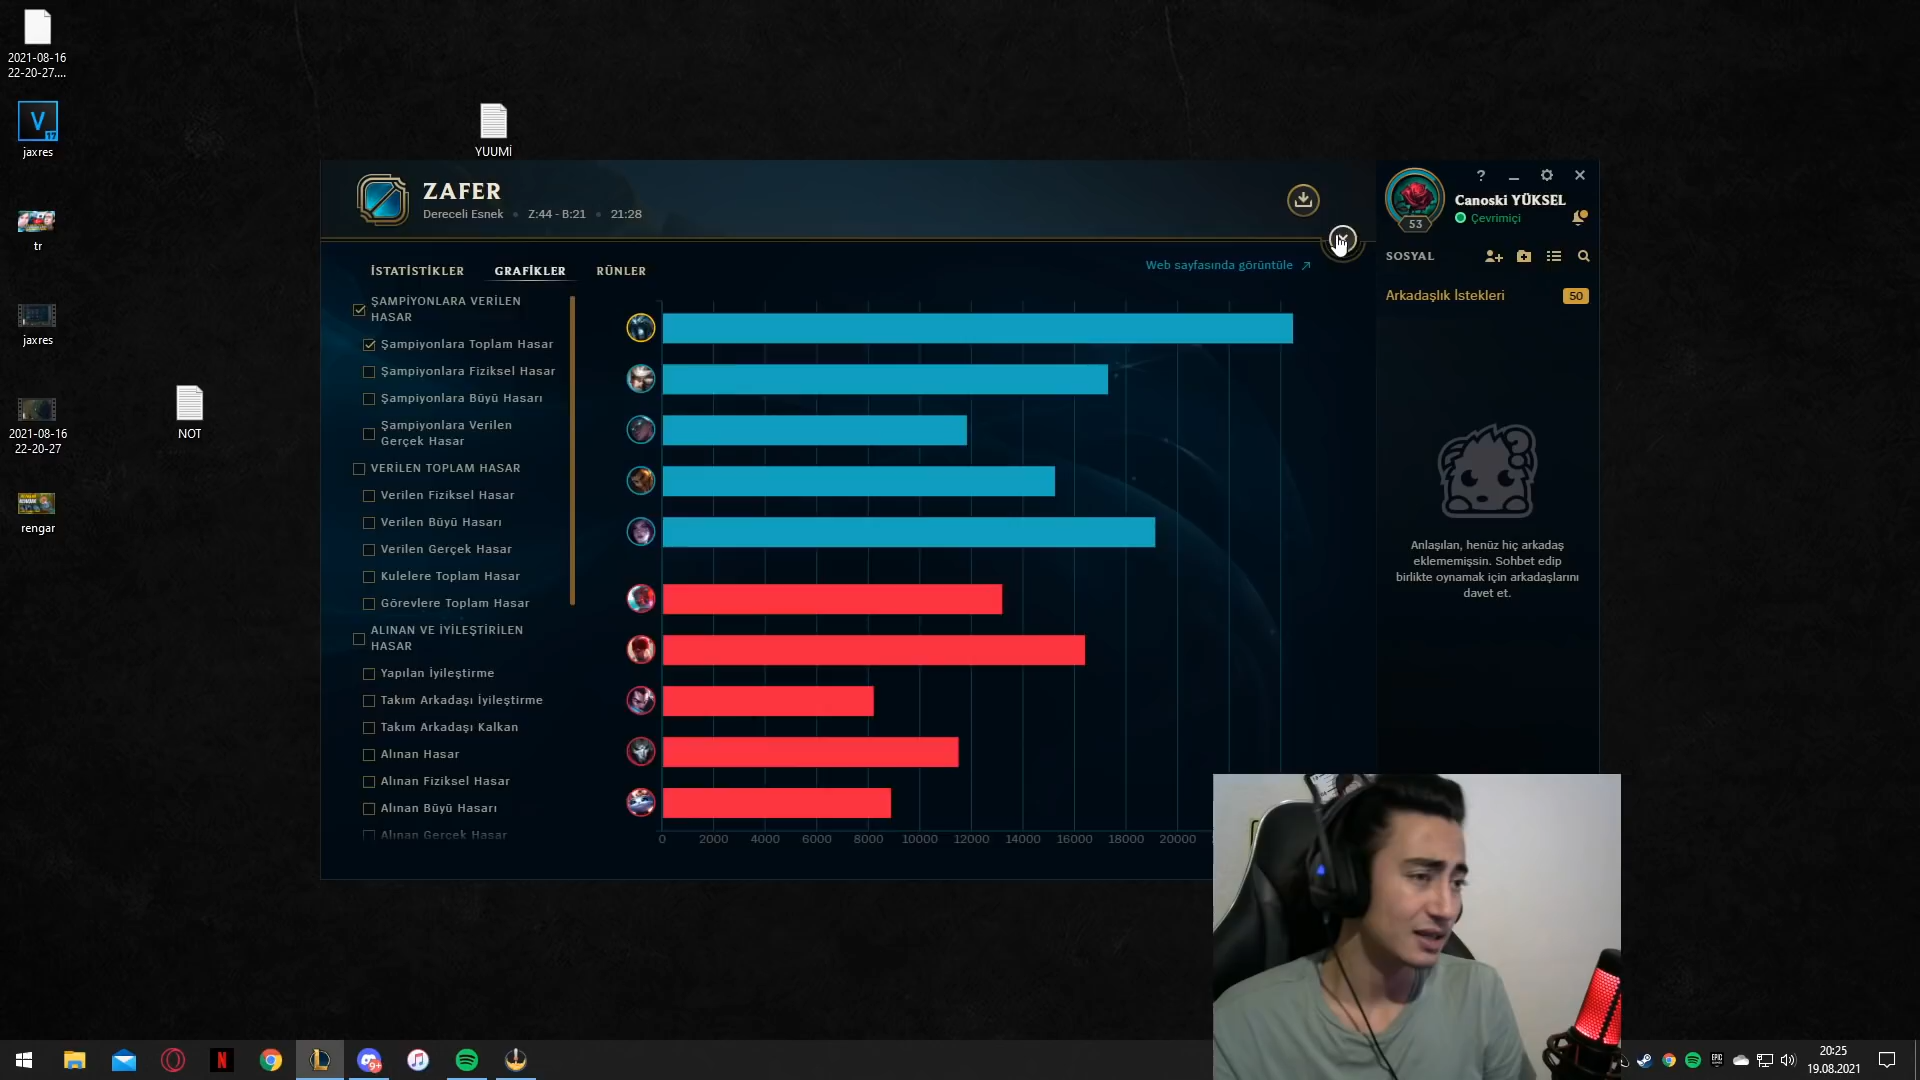 2021-08-16
22-20-27....
jaxres
tr
jaxres
2021-08-16
22-20-27
rengar
YUUMİ
NOT
ZAFER
Dereceli Esnek • Z:44 - B:21 • 21:28
İSTATİSTİKLER GRAFİKLER RÜNLER
Web sayfasında görüntüle
ŞAMPİYONLARA VERİLEN
HASAR
Şampiyonlara Toplam Hasar
Şampiyonlara Fiziksel Hasar
Şampiyonlara Büyü Hasarı
Şampiyonlara Verilen
Gerçek Hasar
VERİLEN TOPLAM HASAR
Verilen Fiziksel Hasar
Verilen Büyü Hasarı
Verilen Gerçek Hasar
Kulelere Toplam Hasar
Görevlere Toplam Hasar
ALINAN VE İYİLEŞTİRİLEN
HASAR
Yapılan İyileştirme
Takım Arkadaşı İyileştirme
Takım Arkadaşı Kalkan
Alınan Hasar
Alınan Fiziksel Hasar
Alınan Büyü Hasarı
Alınan Gerçek Hasar
0 2000 4000 6000 8000 10000 12000 14000 16000 18000 20000
53
Canoski YÜKSEL
Çevrimiçi
SOSYAL
Arkadaşlık İstekleri 50
Anlaşılan, henüz hiç arkadaş
eklememişsin. Sohbet edip
birlikte oynamak için arkadaşlarını
davet et.
9+
EPIC
20:25
19.08.2021